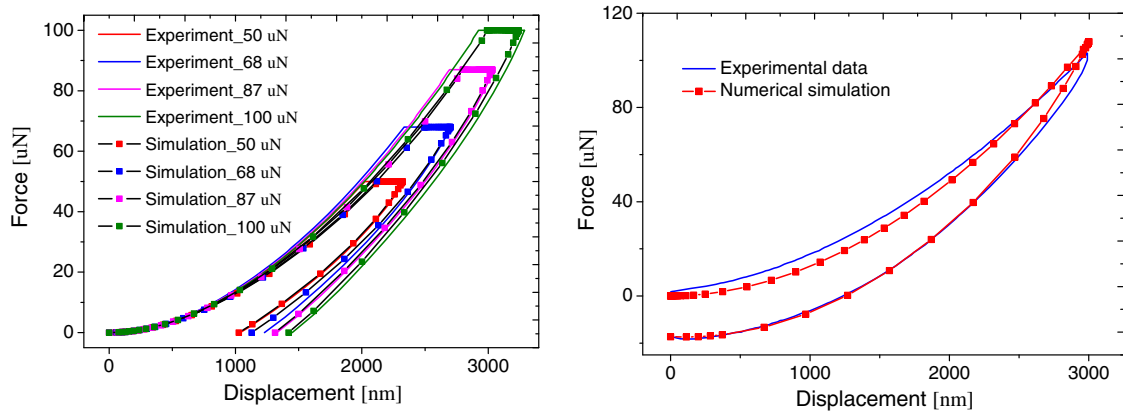 100
80
60
40
20
0
Force [uN]
Experiment_50 uN
Experiment_68 uN
Experiment_87 uN
Experiment_100 uN
Simulation_50 uN
Simulation_68 uN
Simulation_87 uN
Simulation_100 uN
0 1000 2000 3000
Displacement [nm]
120
80
40
0
Force [uN]
Experimental data
Numerical simulation
0 1000 2000 3000
Displacement [nm]